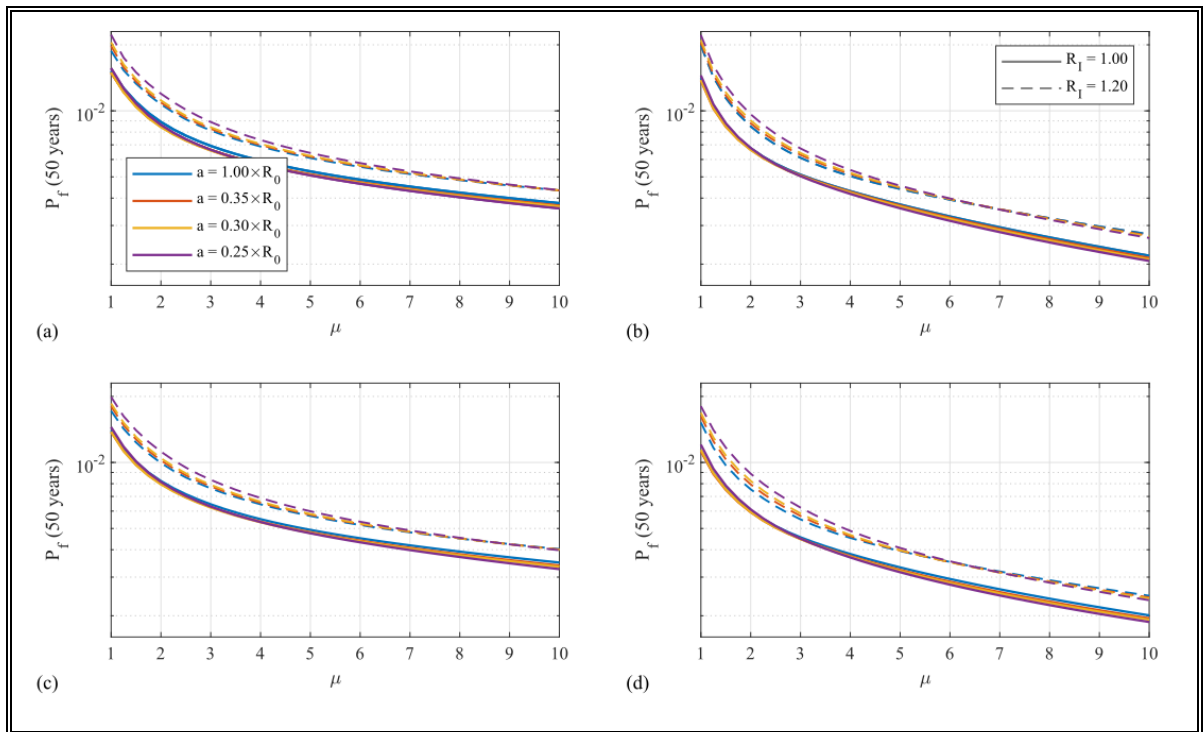 P_f (50 years)
10^-2
a = 1.00×R_0
a = 0.35×R_0
a = 0.30×R_0
a = 0.25×R_0
1 2 3 4 5 6 7 8 9 10
(a)
μ
P_f (50 years)
10^-2
R_I = 1.00
R_I = 1.20
1 2 3 4 5 6 7 8 9 10
(b)
μ
P_f (50 years)
10^-2
1 2 3 4 5 6 7 8 9 10
(c)
μ
P_f (50 years)
10^-2
1 2 3 4 5 6 7 8 9 10
(d)
μ